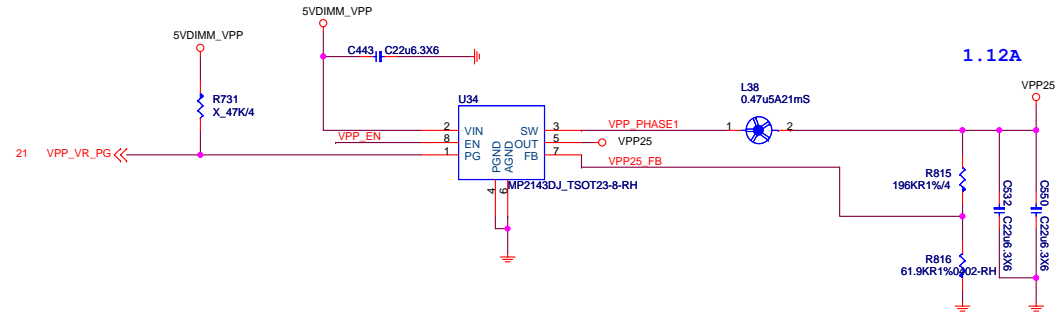 5VDIMM_VPP
5VDIMM_VPP
C443
C22u6.3X6
1.12A
R731
X_47K/4
L38
0.47u5A21mS
VPP25
U34
2
VIN
SW
3
VPP_PHASE1
1
2
VPP_EN
8
EN
OUT
5
VPP25
21
VPP_VR_PG
1
PG
FB
7
VPP25_FB
PGND
AGND
4
6
MP2143DJ_TSOT23-8-RH
R815
196KR1%/4
C532
C22u6.3X6
C550
C22u6.3X6
R816
61.9KR1%0402-RH